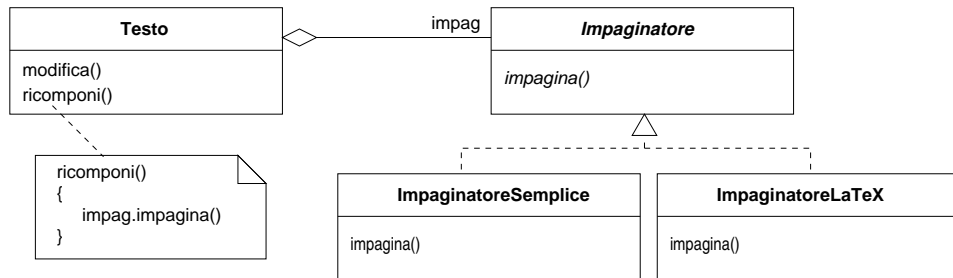 Testo
modifica()
ricomponi()
impag
Impaginatore
impagina()
ricomponi()
{
impag.impagina()
}
ImpaginatoreSemplice
impagina()
ImpaginatoreLaTeX
impagina()